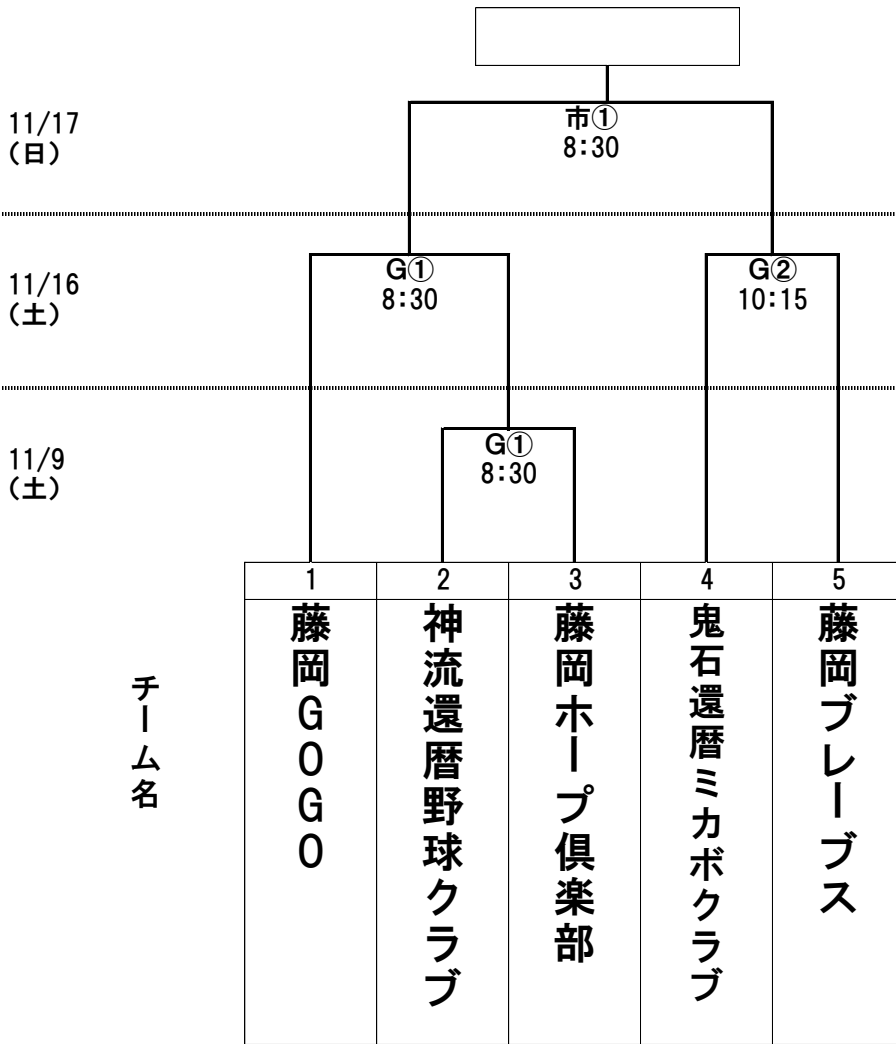 11/17
（日）
市①
8:30
11/16
（土）
G①
8:30
G②
10:15
11/9
（土）
G①
8:30
1
2
3
4
5
チーム名
藤岡GOGO
神流還暦野球クラブ
藤岡ホープ倶楽部
鬼石還暦ミカボクラブ
藤岡ブレーブス